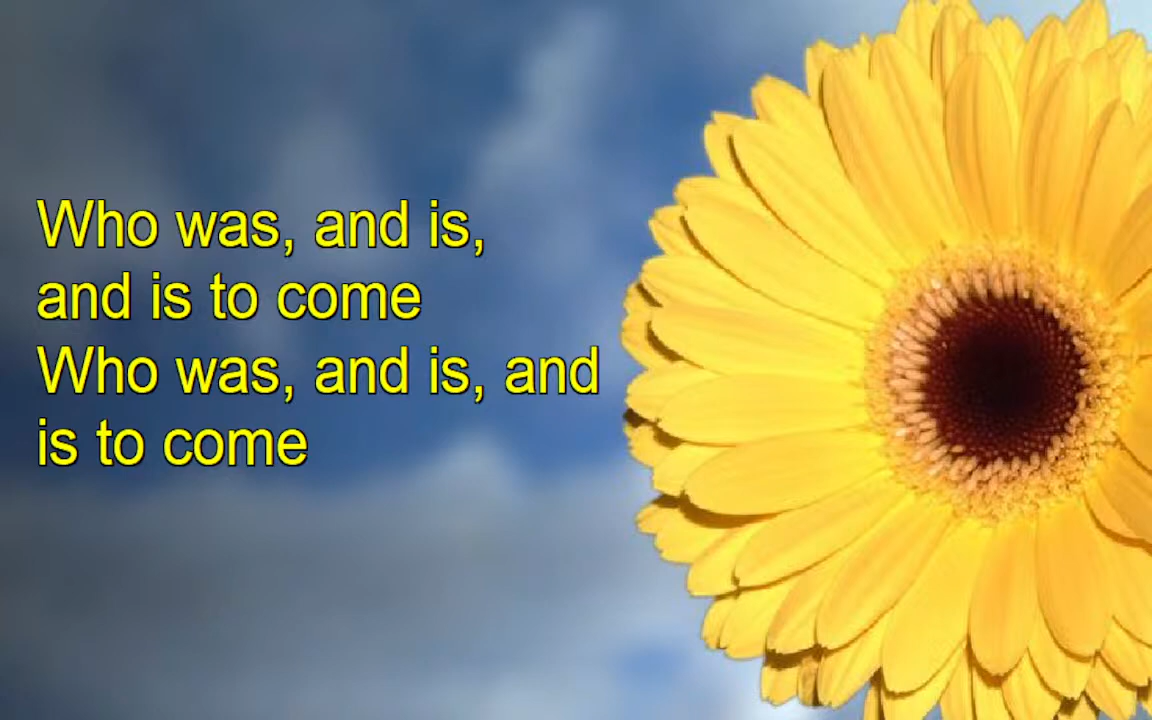 Who was, and is,
and is to come
Who was, and is, and
is to come